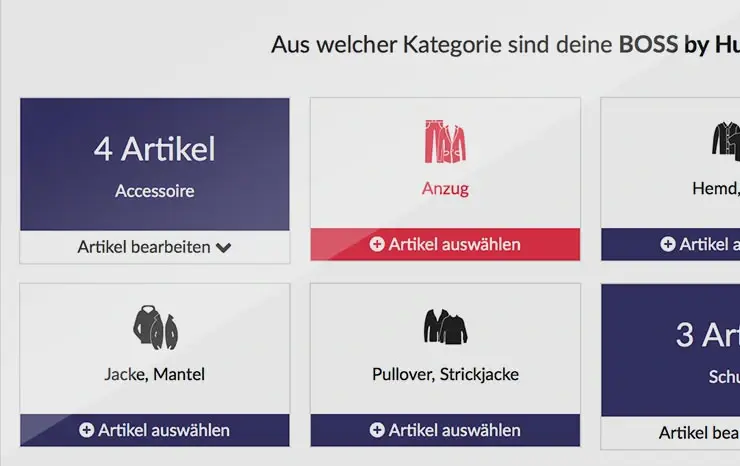 Aus welcher Kategorie sind deine BOSS by Hu
4 Artikel
Accessoire
Artikel bearbeiten
Anzug
Artikel auswählen
Hemd,
Artikel a
Jacke, Mantel
Artikel auswählen
Pullover, Strickjacke
Artikel auswählen
3 Art
Schu
Artikel bea